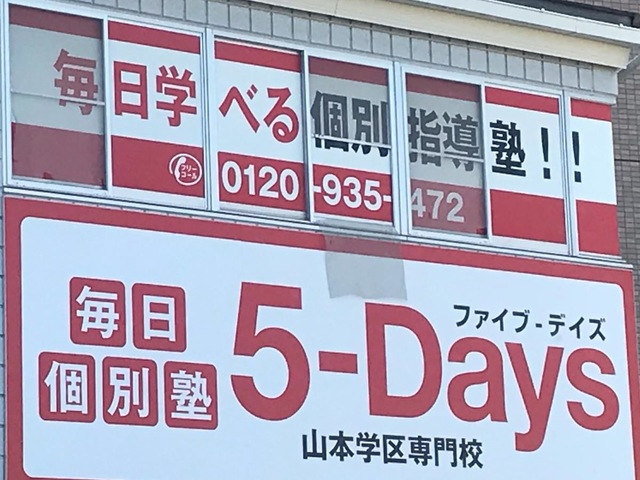 毎日学べる個別指導塾!!
フリーコール
0120-935-472
毎日
個別塾
ファイブ-デイズ
5-Days
山本学区専門校